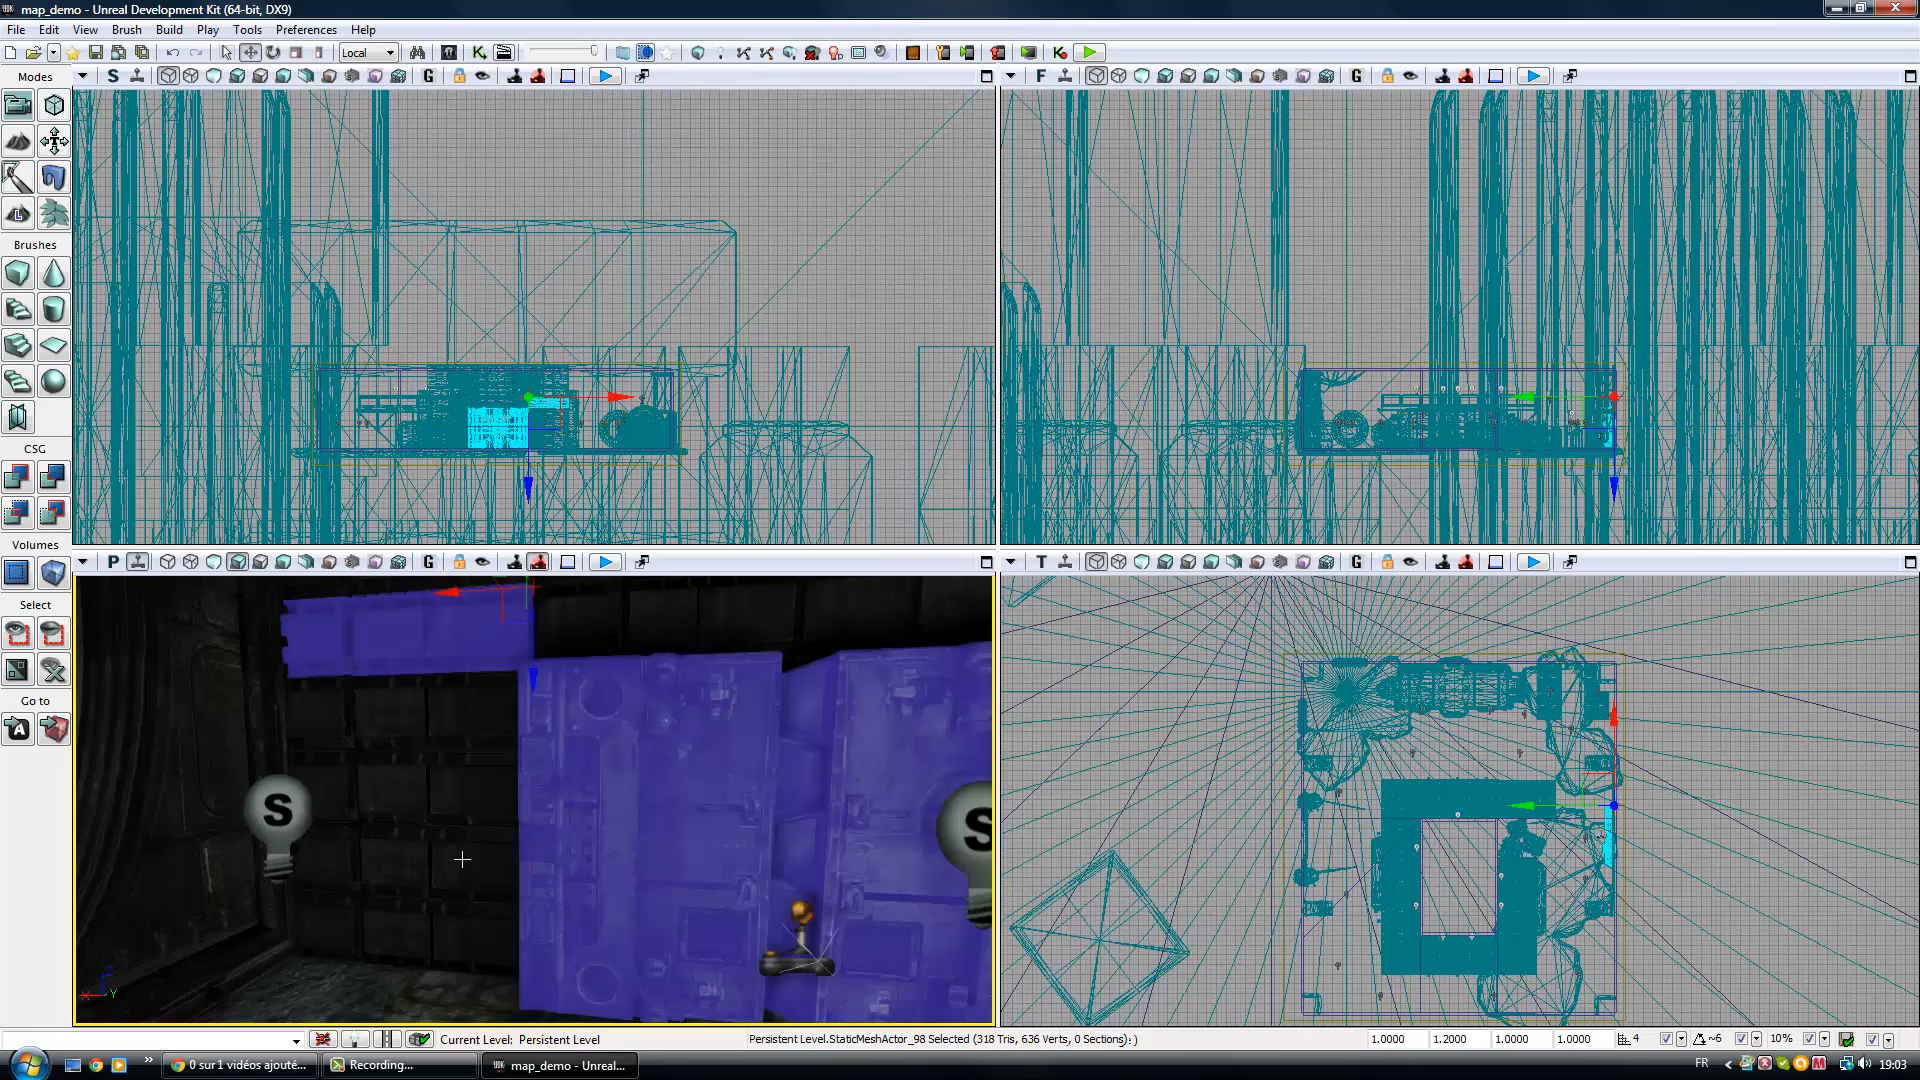 map_demo - Unreal Development Kit (64-bit, DX9)
File Edit View Brush Build Play Tools Preferences Help
Local
Modes
S
G
F
G
Brushes
CSG
Volumes
Select
Go to
P
G
T
G
S
S
X
Y
Current Level: Persistent Level
Persistent Level.StaticMeshActor_98 Selected (318 Tris, 636 Verts, 0 Sections)
1.0000 1.2000 1.0000 1.0000
4
~6
10%
0 sur 1 vidéos ajouté...
Recording...
map_demo - Unreal...
FR
19:03